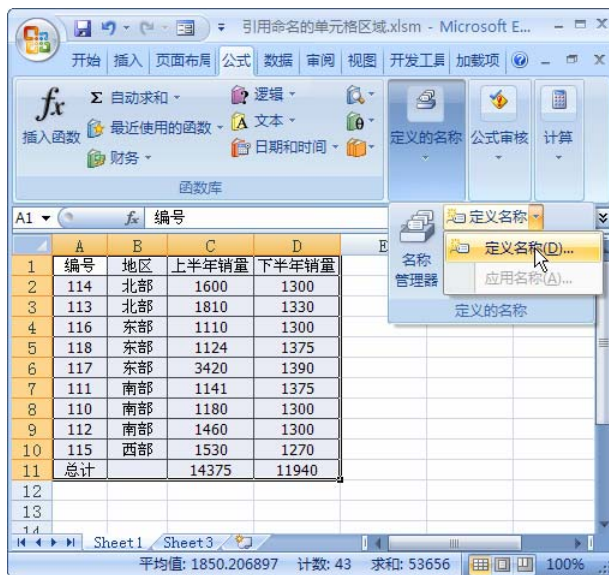 引用命名的单元格区域.xlsm - Microsoft E...
开始 插入 页面布局 公式 数据 审阅 视图 开发工具 加载项
fx 插入函数
Σ 自动求和
最近使用的函数
财务
逻辑
文本
日期和时间
函数库
定义的名称 公式审核 计算
A1 fx 编号
名称管理器
定义名称
定义名称(D)...
应用名称(A)...
定义的名称
A B C D E
1 编号 地区 上半年销量 下半年销量
2 114 北部 1600 1300
3 113 北部 1810 1330
4 116 东部 1110 1300
5 118 东部 1124 1375
6 117 东部 3420 1390
7 111 南部 1141 1375
8 110 南部 1180 1300
9 112 南部 1460 1300
10 115 西部 1530 1270
11 总计 14375 11940
12
13
14
Sheet1 Sheet3
平均值: 1850.206897 计数: 43 求和: 53656 100%